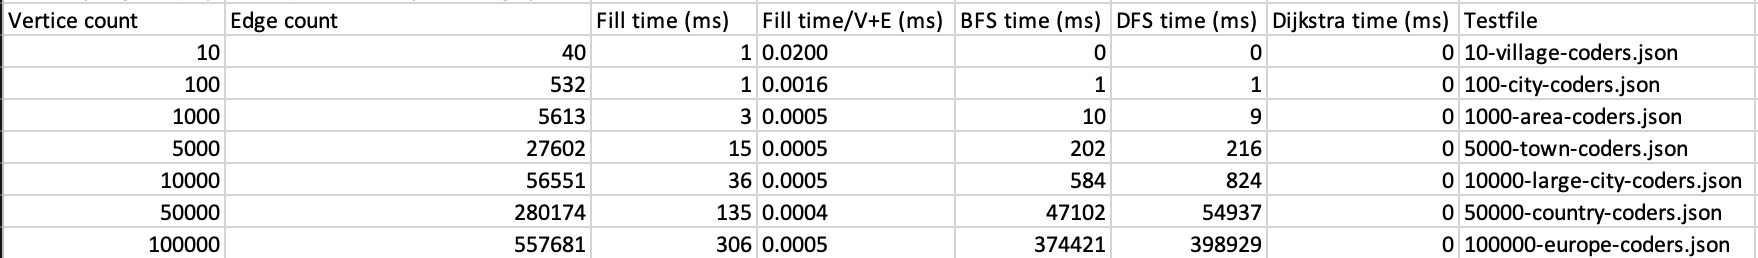 Vertice count Edge count Fill time (ms) Fill time/V+E (ms) BFS time (ms) DFS time (ms) Dijkstra time (ms) Testfile
10 40 1 0.0200 0 0 0 10-village-coders.json
100 532 1 0.0016 1 1 0 100-city-coders.json
1000 5613 3 0.0005 10 9 0 1000-area-coders.json
5000 27602 15 0.0005 202 216 0 5000-town-coders.json
10000 56551 36 0.0005 584 824 0 10000-large-city-coders.json
50000 280174 135 0.0004 47102 54937 0 50000-country-coders.json
100000 557681 306 0.0005 374421 398929 0 100000-europe-coders.json